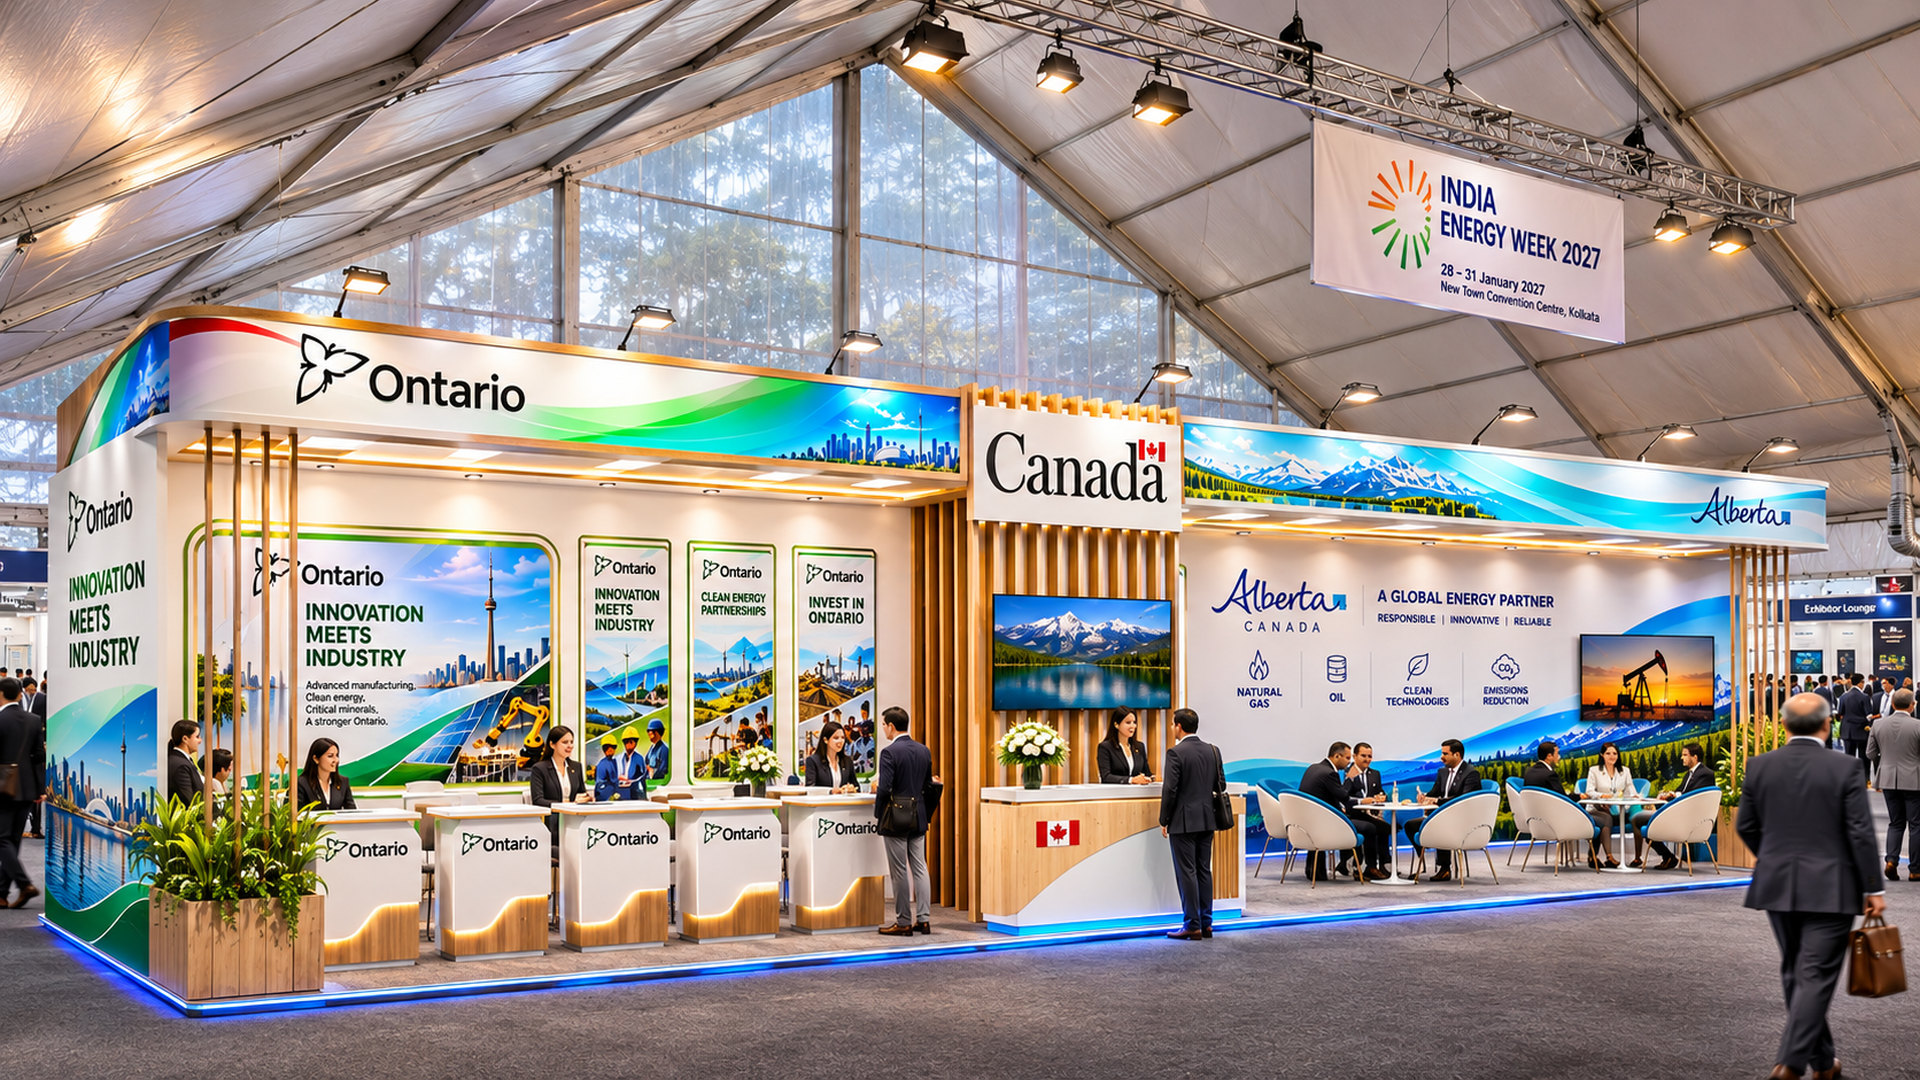 INDIA
ENERGY WEEK 2027
28 – 31 January 2027
New Town Convention Centre, Kolkata
Ontario
Canada
Alberta
Ontario
INNOVATION
MEETS
INDUSTRY
Ontario
INNOVATION
MEETS
INDUSTRY
Advanced manufacturing.
Clean energy.
Critical minerals.
A stronger Ontario.
Ontario
INNOVATION
MEETS
INDUSTRY
Ontario
CLEAN ENERGY
PARTNERSHIPS
Ontario
INVEST IN
ONTARIO
Alberta
CANADA
A GLOBAL ENERGY PARTNER
RESPONSIBLE | INNOVATIVE | RELIABLE
NATURAL
GAS
OIL
CLEAN
TECHNOLOGIES
CO₂
EMISSIONS
REDUCTION
Exhibitor Lounge
Ontario
Ontario
Ontario
Ontario
Ontario